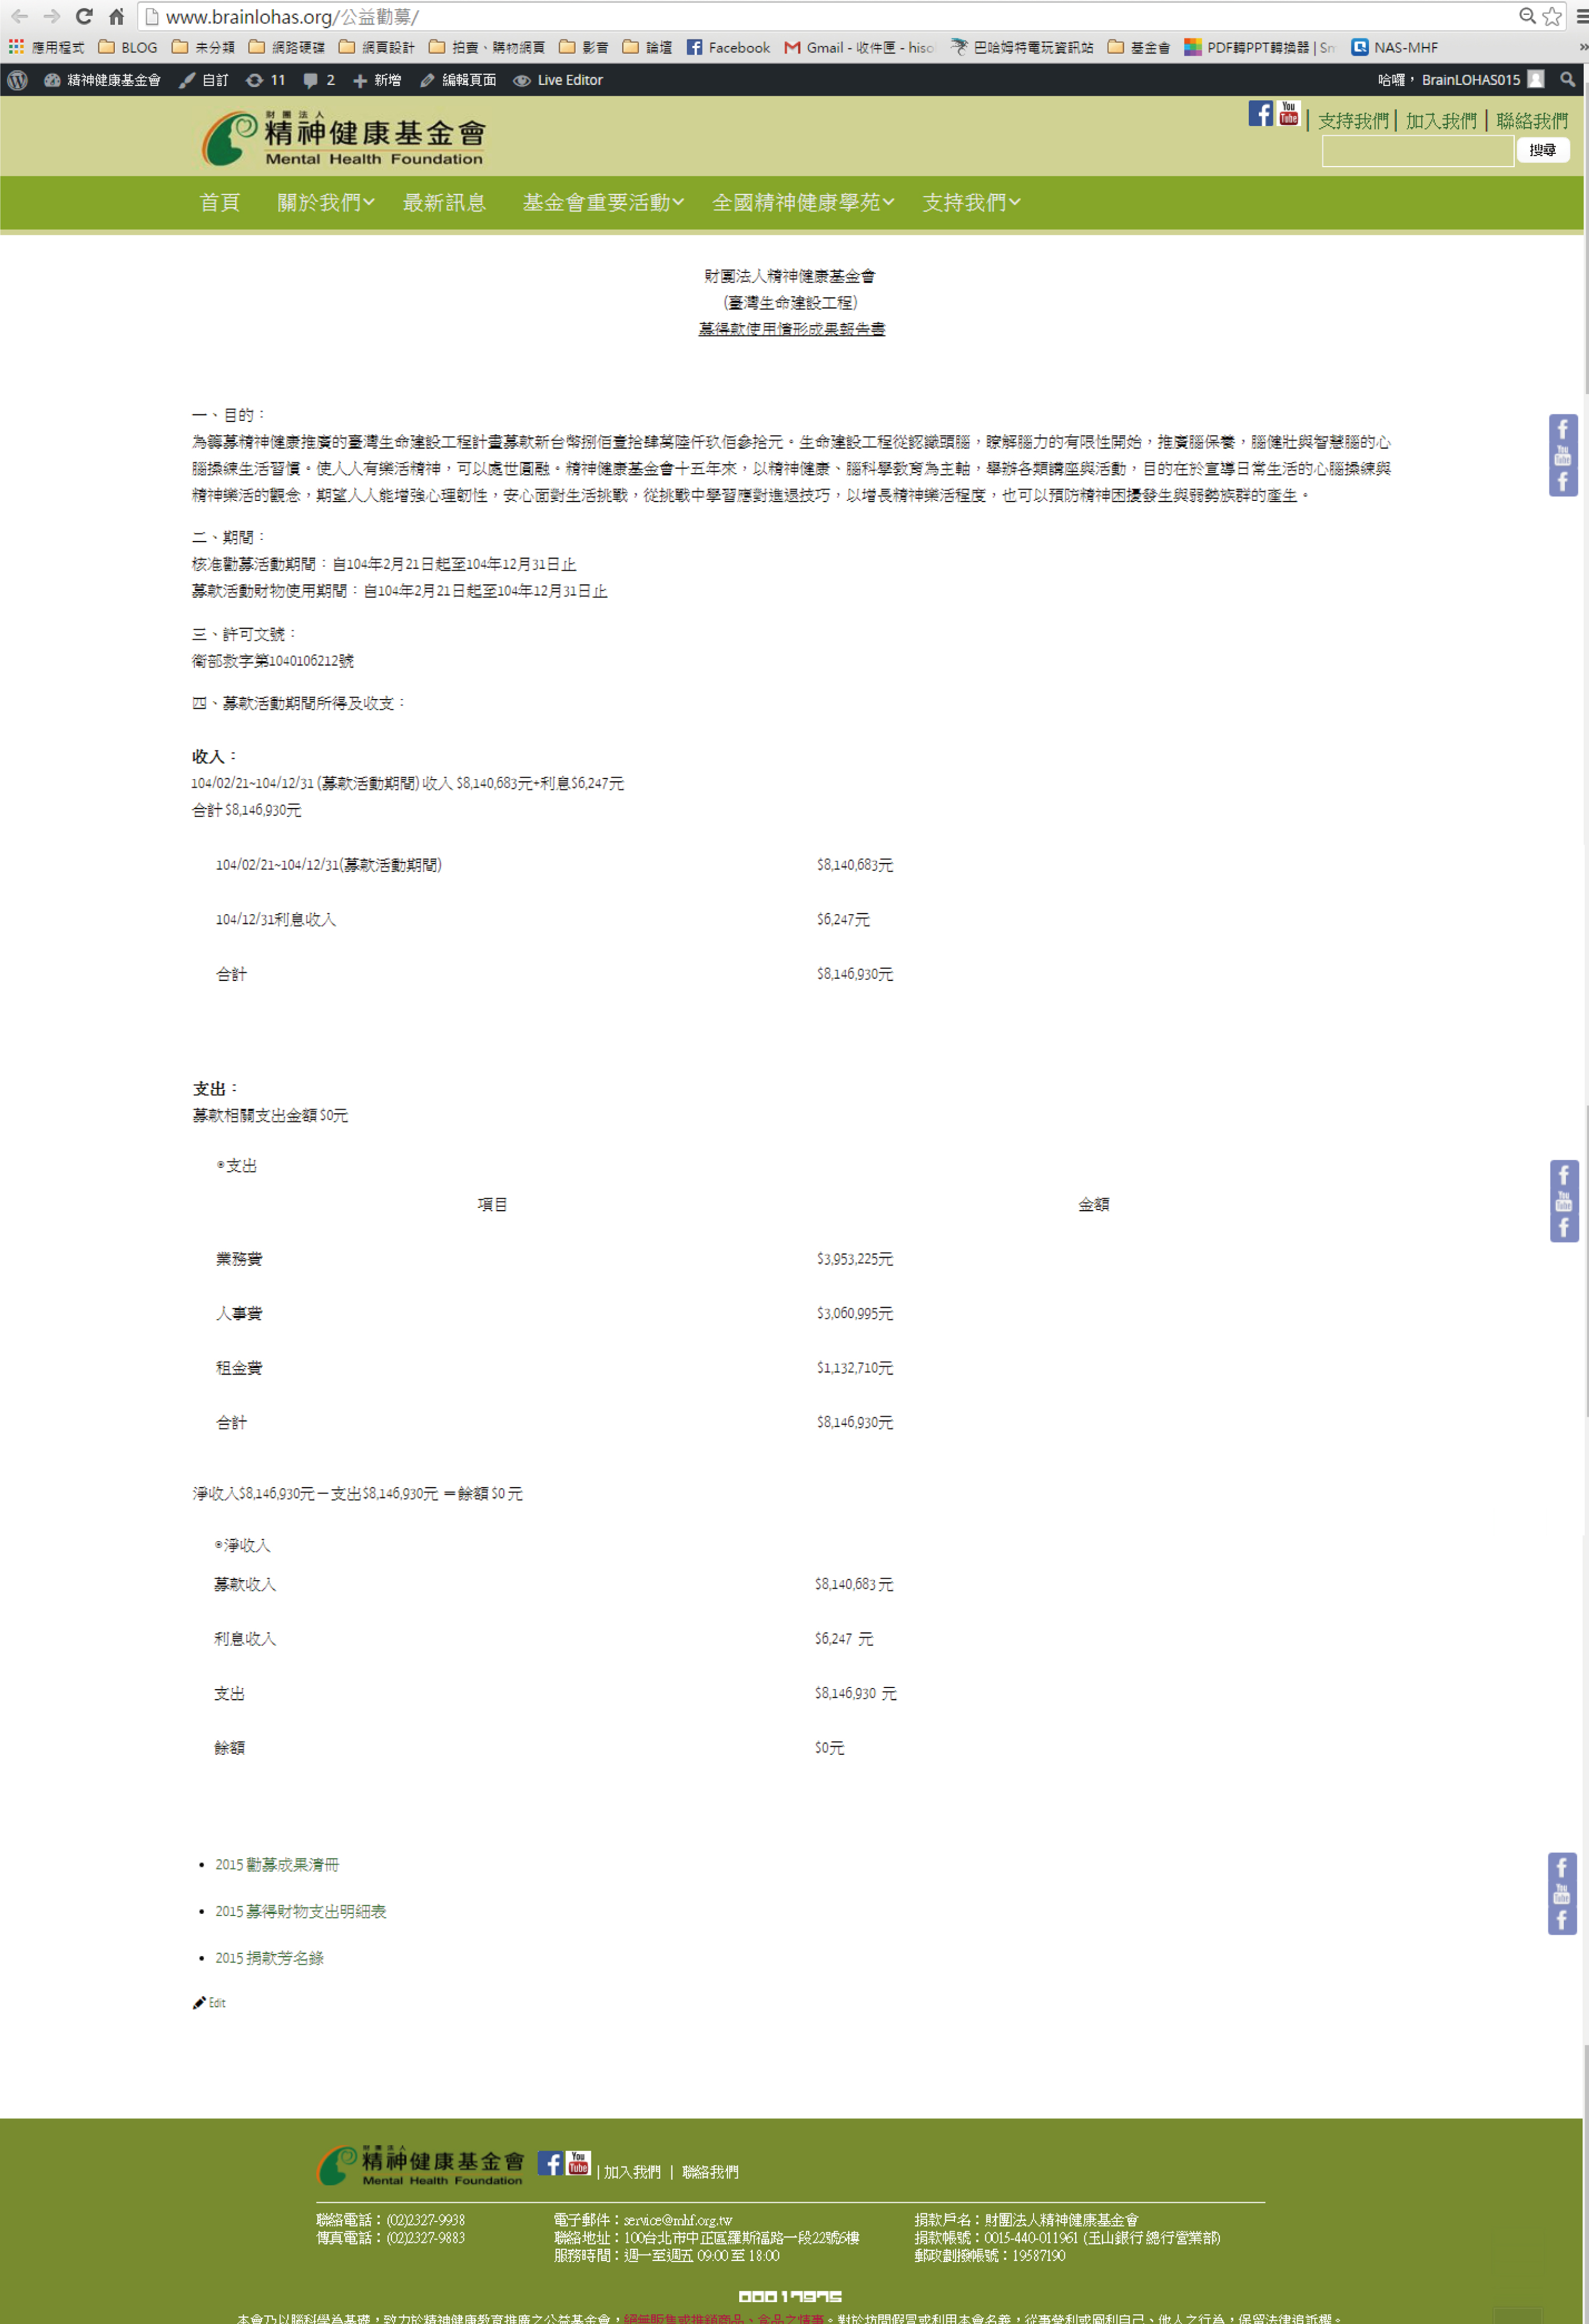 www.brainlohas.org/公益勸募/
應用程式 BLOG 未分類 網路硬碟 網頁設計 拍賣、購物網頁 影音 論壇 Facebook Gmail - 收件匣 - hiso 巴哈姆特電玩資訊站 基金會 PDF轉PPT轉換器 | Sm NAS-MHF »
精神健康基金會 自訂 11 2 新增 編輯頁面 Live Editor 哈囉，BrainLOHAS015
財團法人
精神健康基金會
Mental Health Foundation
You Tube | 支持我們 | 加入我們 | 聯絡我們
搜尋
首頁 關於我們 最新訊息 基金會重要活動 全國精神健康學苑 支持我們
財團法人精神健康基金會
(臺灣生命建設工程)
募得款使用情形成果報告書
一、目的：
為籌募精神健康推廣的臺灣生命建設工程計畫募款新台幣捌佰壹拾肆萬陸仟玖佰參拾元。生命建設工程從認識頭腦，瞭解腦力的有限性開始，推廣腦保養，腦健壯與智慧腦的心
腦操練生活習慣。使人人有樂活精神，可以處世圓融。精神健康基金會十五年來，以精神健康、腦科學教育為主軸，舉辦各類講座與活動，目的在於宣導日常生活的心腦操練與
精神樂活的觀念，期望人人能增強心理韌性，安心面對生活挑戰，從挑戰中學習應對進退技巧，以增長精神樂活程度，也可以預防精神困擾發生與弱勢族群的產生。
二、期間：
核准勸募活動期間：自104年2月21日起至104年12月31日止
募款活動財物使用期間：自104年2月21日起至104年12月31日止
三、許可文號：
衛部救字第1040106212號
四、募款活動期間所得及收支：
收入：
104/02/21~104/12/31 (募款活動期間) 收入 $8,140,683元+利息$6,247元
合計 $8,146,930元
104/02/21~104/12/31(募款活動期間) $8,140,683元
104/12/31利息收入 $6,247元
合計 $8,146,930元
支出：
募款相關支出金額 $0元
◎支出
項目 金額
業務費 $3,953,225元
人事費 $3,060,995元
租金費 $1,132,710元
合計 $8,146,930元
淨收入$8,146,930元－支出$8,146,930元 ＝餘額 $0 元
◎淨收入
募款收入 $8,140,683 元
利息收入 $6,247 元
支出 $8,146,930 元
餘額 $0元
• 2015 勸募成果清冊
• 2015 募得財物支出明細表
• 2015 捐款芳名錄
Edit
財團法人
精神健康基金會
Mental Health Foundation
You Tube | 加入我們 | 聯絡我們
聯絡電話：(02)2327-9938 電子郵件：service@mhf.org.tw 捐款戶名：財團法人精神健康基金會
傳真電話：(02)2327-9883 聯絡地址：100台北市中正區羅斯福路一段22號6樓 捐款帳號：0015-440-011961 (玉山銀行 總行營業部)
服務時間：週一至週五 09:00 至 18:00 郵政劃撥帳號：19587190
00017975
本會乃以腦科學為基礎，致力於精神健康教育推廣之公益基金會，絕無販售或推銷商品、食品之情事。對於坊間假冒或利用本會名義，從事營利或圖利自己、他人之行為，保留法律追訴權。